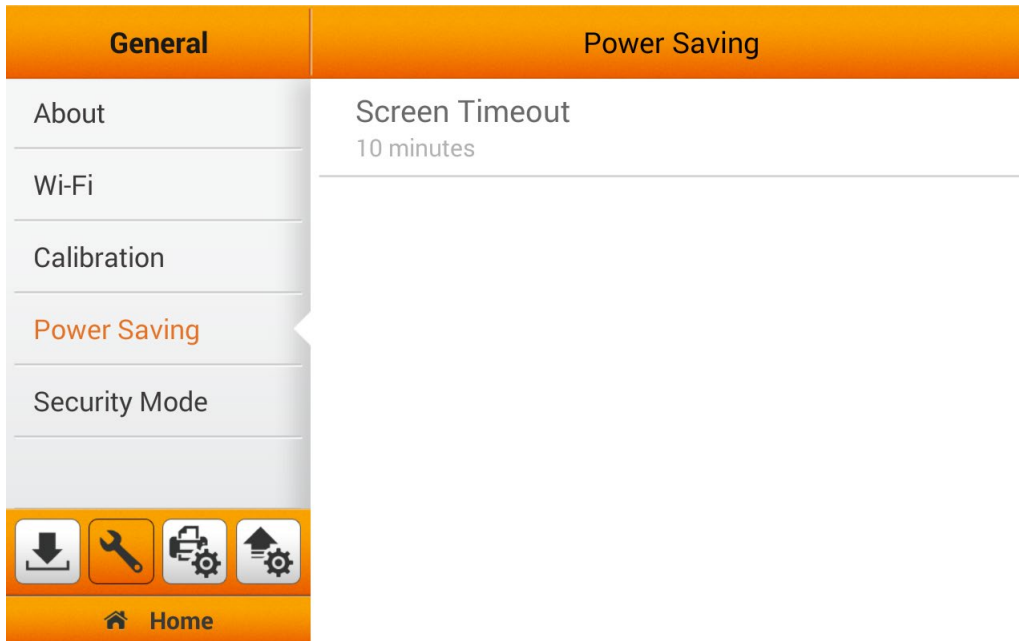 General
Power Saving
About
Wi-Fi
Calibration
Power Saving
Security Mode
Home
Screen Timeout
10 minutes